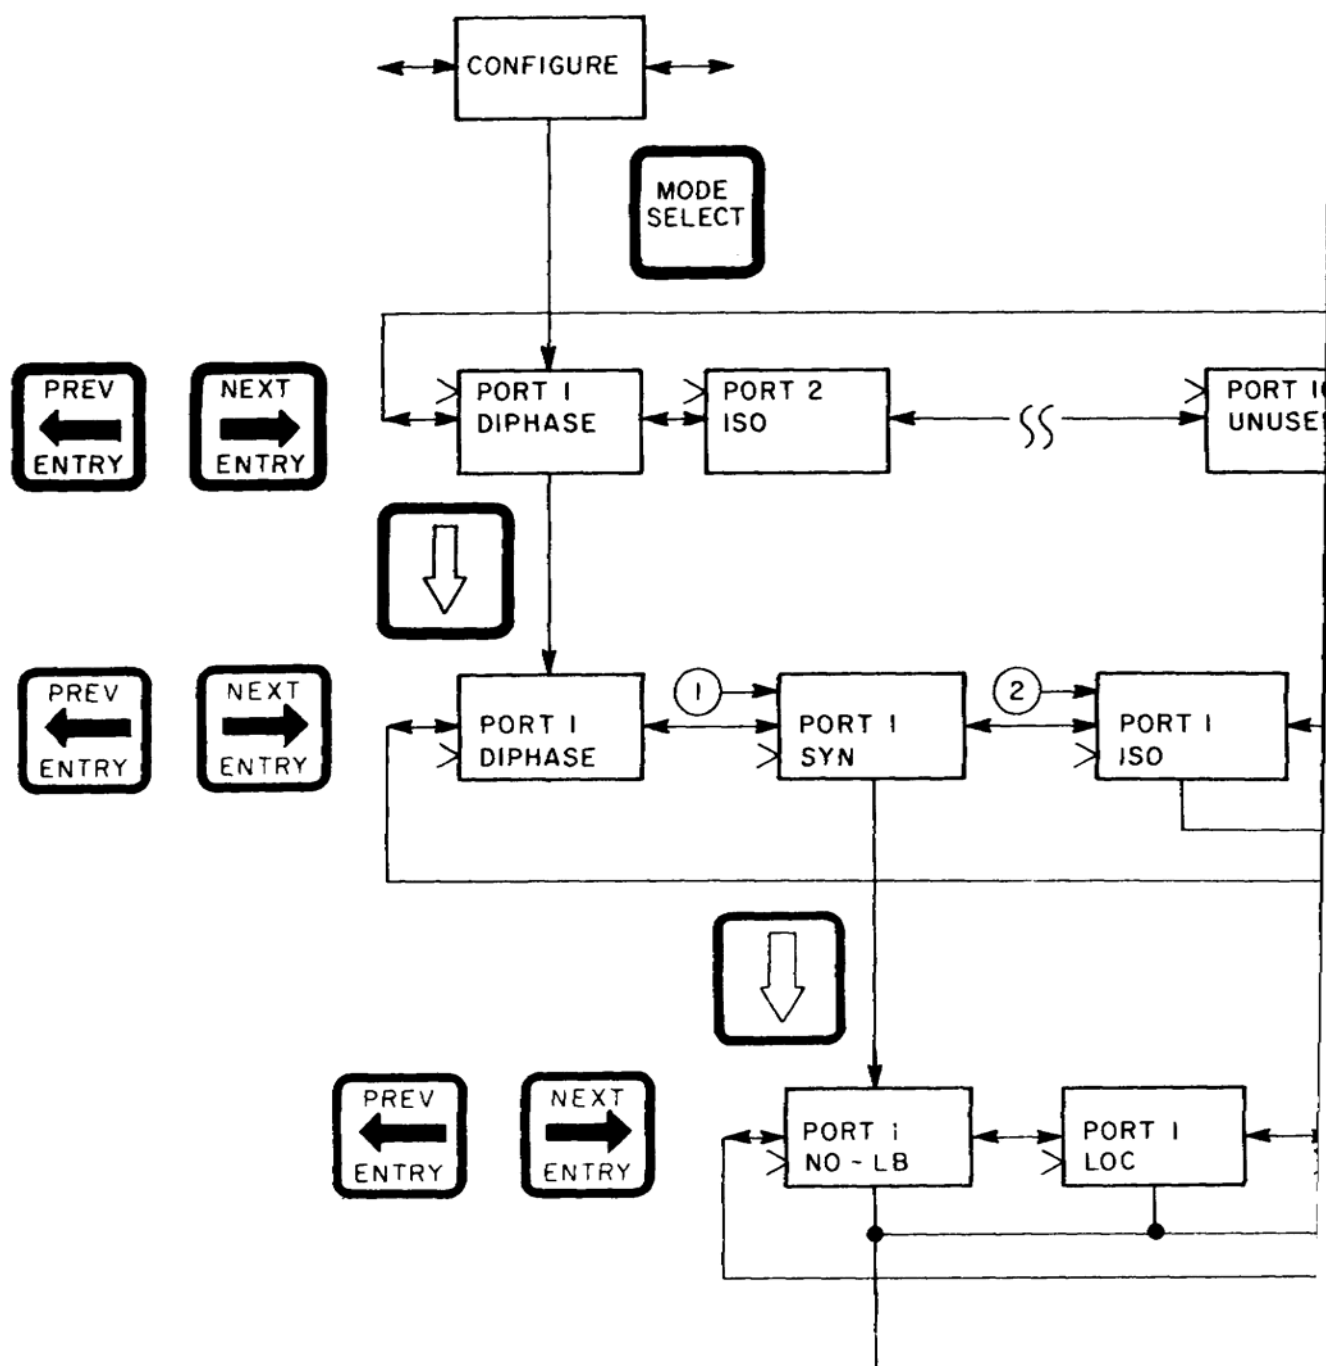 CONFIGURE
MODE
SELECT
PREV
ENTRY
NEXT
ENTRY
PORT 1
DIPHASE
PORT 2
ISO
PORT
PREV
ENTRY
NEXT
ENTRY
PORT 1
DIPHASE
1
PORT 1
SYN
2
PORT 1
ISO
PREV
ENTRY
NEXT
ENTRY
PORT 1
NO-LB
PORT 1
LOC